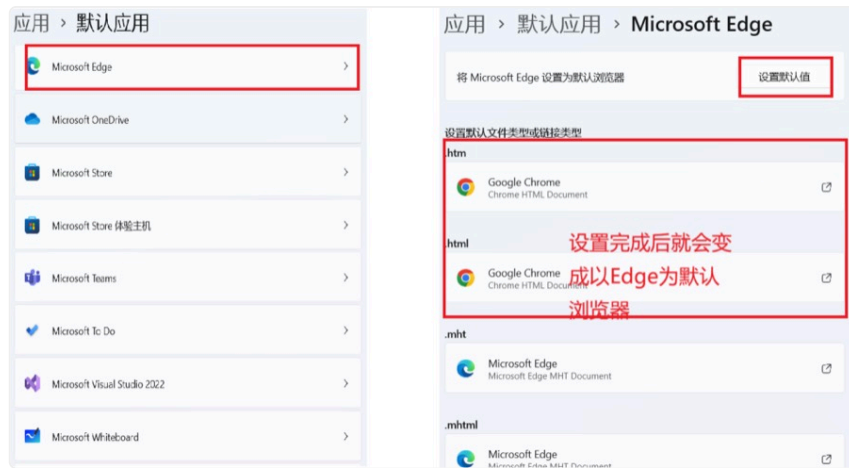 应用 > 默认应用
Microsoft Edge
Microsoft OneDrive
Microsoft Store
Microsoft Store 体验主机
Microsoft Teams
Microsoft To Do
Microsoft Visual Studio 2022
Microsoft Whiteboard
应用 > 默认应用 > Microsoft Edge
将 Microsoft Edge 设置为默认浏览器
设置默认值
设置默认文件类型或链接类型
.htm
Google Chrome
Chrome HTML Document
.html
Google Chrome
Chrome HTML Document
设置完成后就会变
成以Edge为默认
浏览器
.mht
Microsoft Edge
Microsoft Edge MHT Document
.mhtml
Microsoft Edge
Microsoft Edge MHT Document